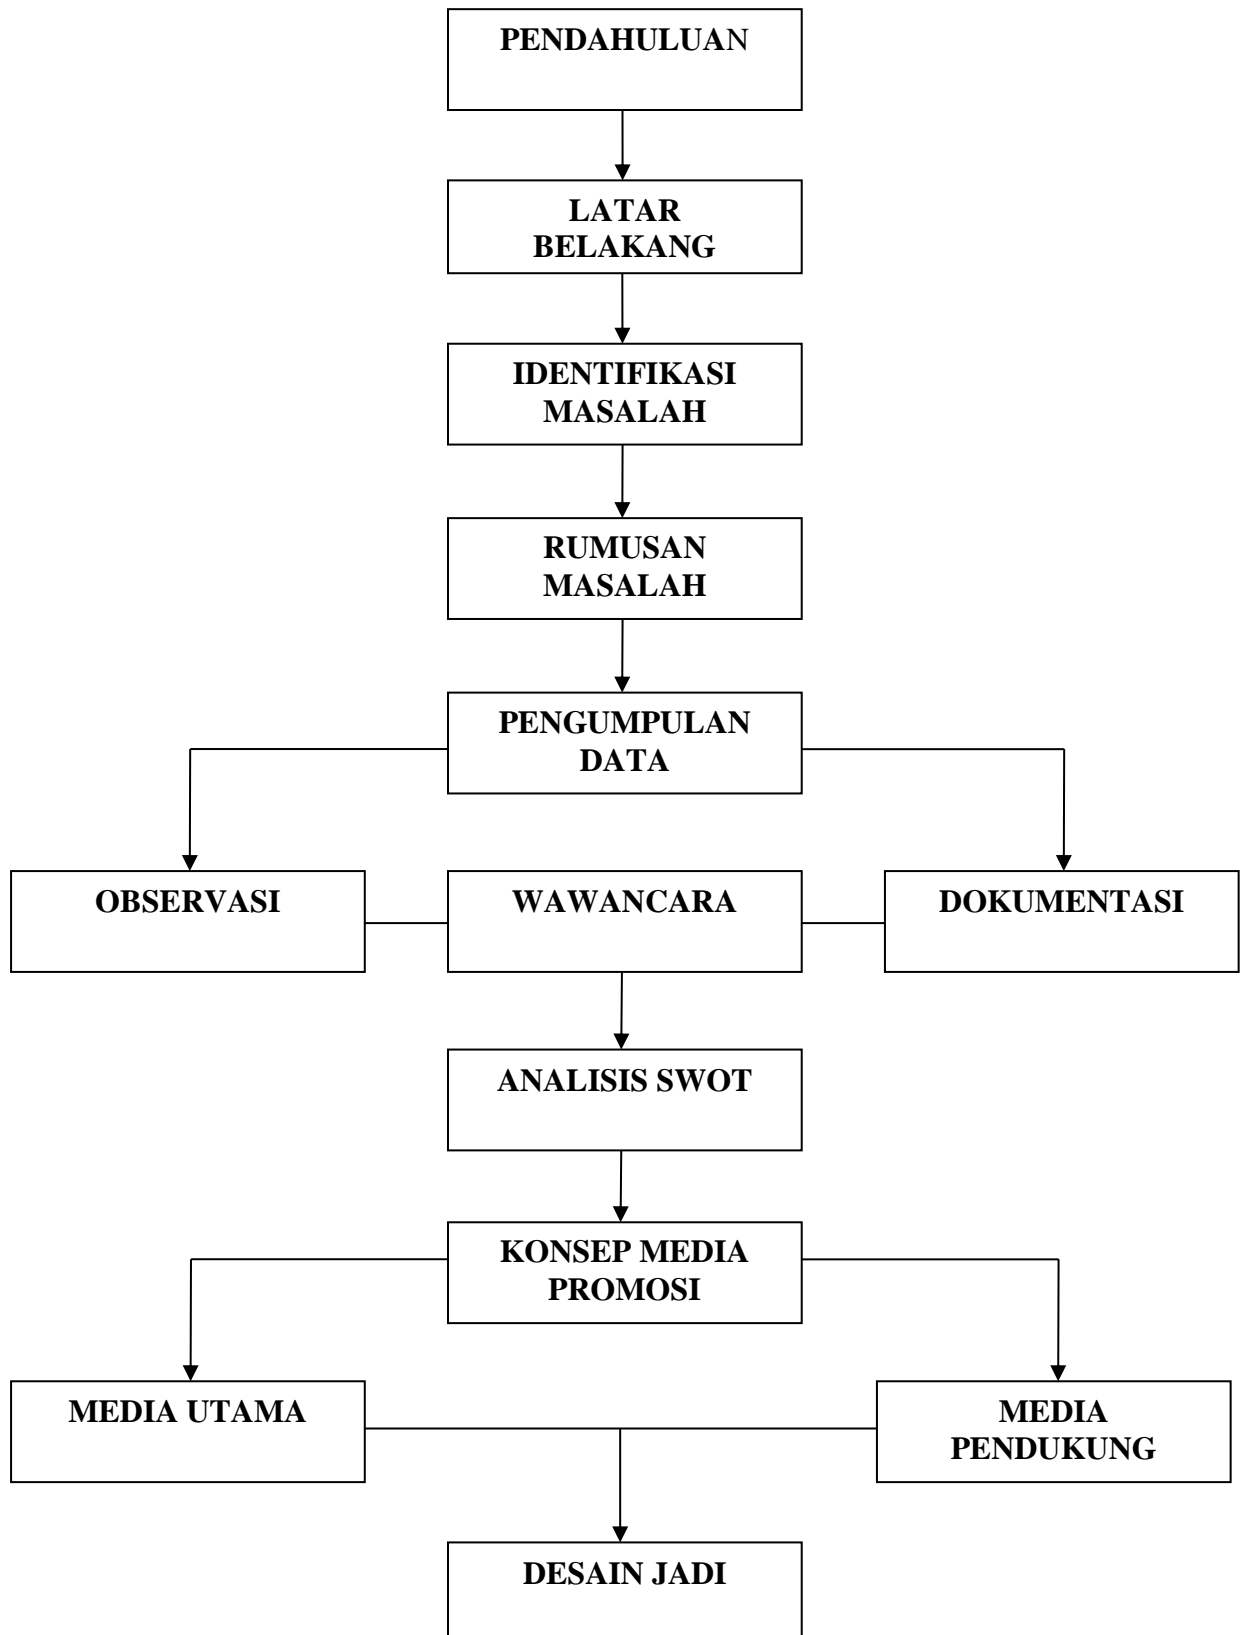 PENDAHULUAN
LATAR
BELAKANG
IDENTIFIKASI
MASALAH
RUMUSAN
MASALAH
PENGUMPULAN
DATA
OBSERVASI
WAWANCARA
DOKUMENTASI
ANALISIS SWOT
KONSEP MEDIA
PROMOSI
MEDIA UTAMA
MEDIA
PENDUKUNG
DESAIN JADI